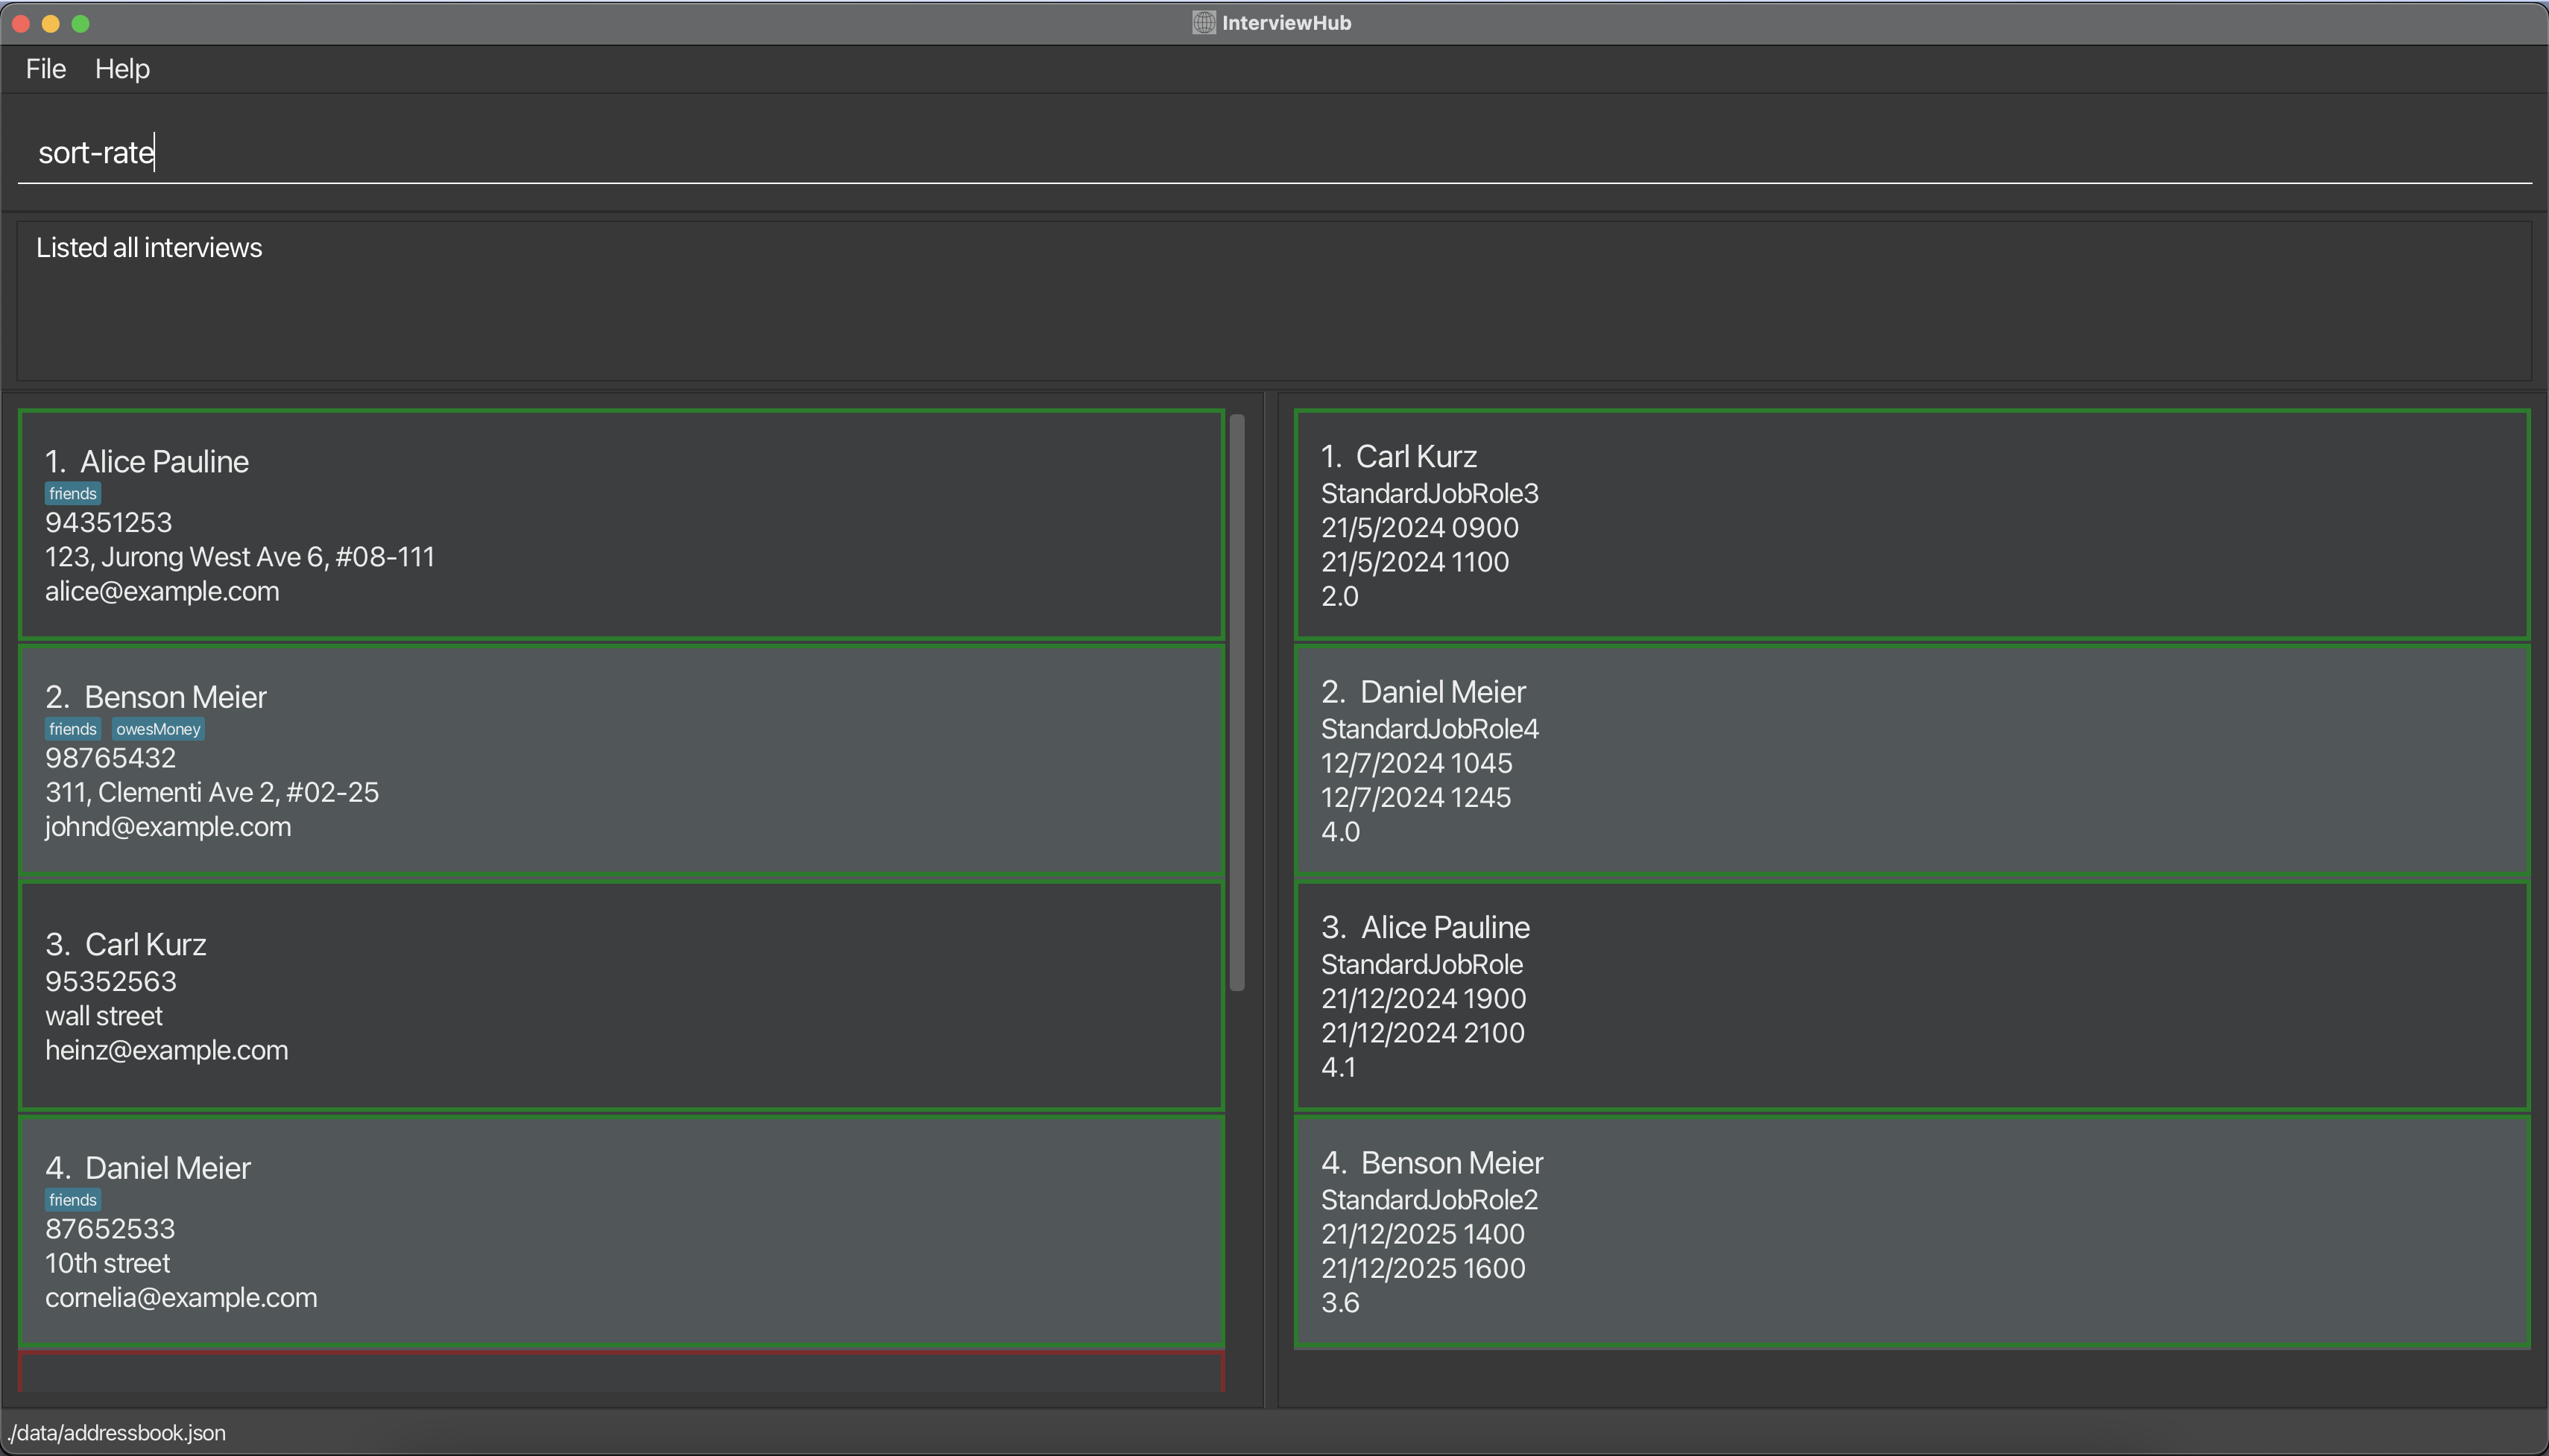 InterviewHub
File Help
sort-rate
Listed all interviews
1. Alice Pauline
friends
94351253
123, Jurong West Ave 6, #08-111
alice@example.com
2. Benson Meier
friends owesMoney
98765432
311, Clementi Ave 2, #02-25
johnd@example.com
3. Carl Kurz
95352563
wall street
heinz@example.com
4. Daniel Meier
friends
87652533
10th street
cornelia@example.com
1. Carl Kurz
StandardJobRole3
21/5/2024 0900
21/5/2024 1100
2.0
2. Daniel Meier
StandardJobRole4
12/7/2024 1045
12/7/2024 1245
4.0
3. Alice Pauline
StandardJobRole
21/12/2024 1900
21/12/2024 2100
4.1
4. Benson Meier
StandardJobRole2
21/12/2025 1400
21/12/2025 1600
3.6
./data/addressbook.json